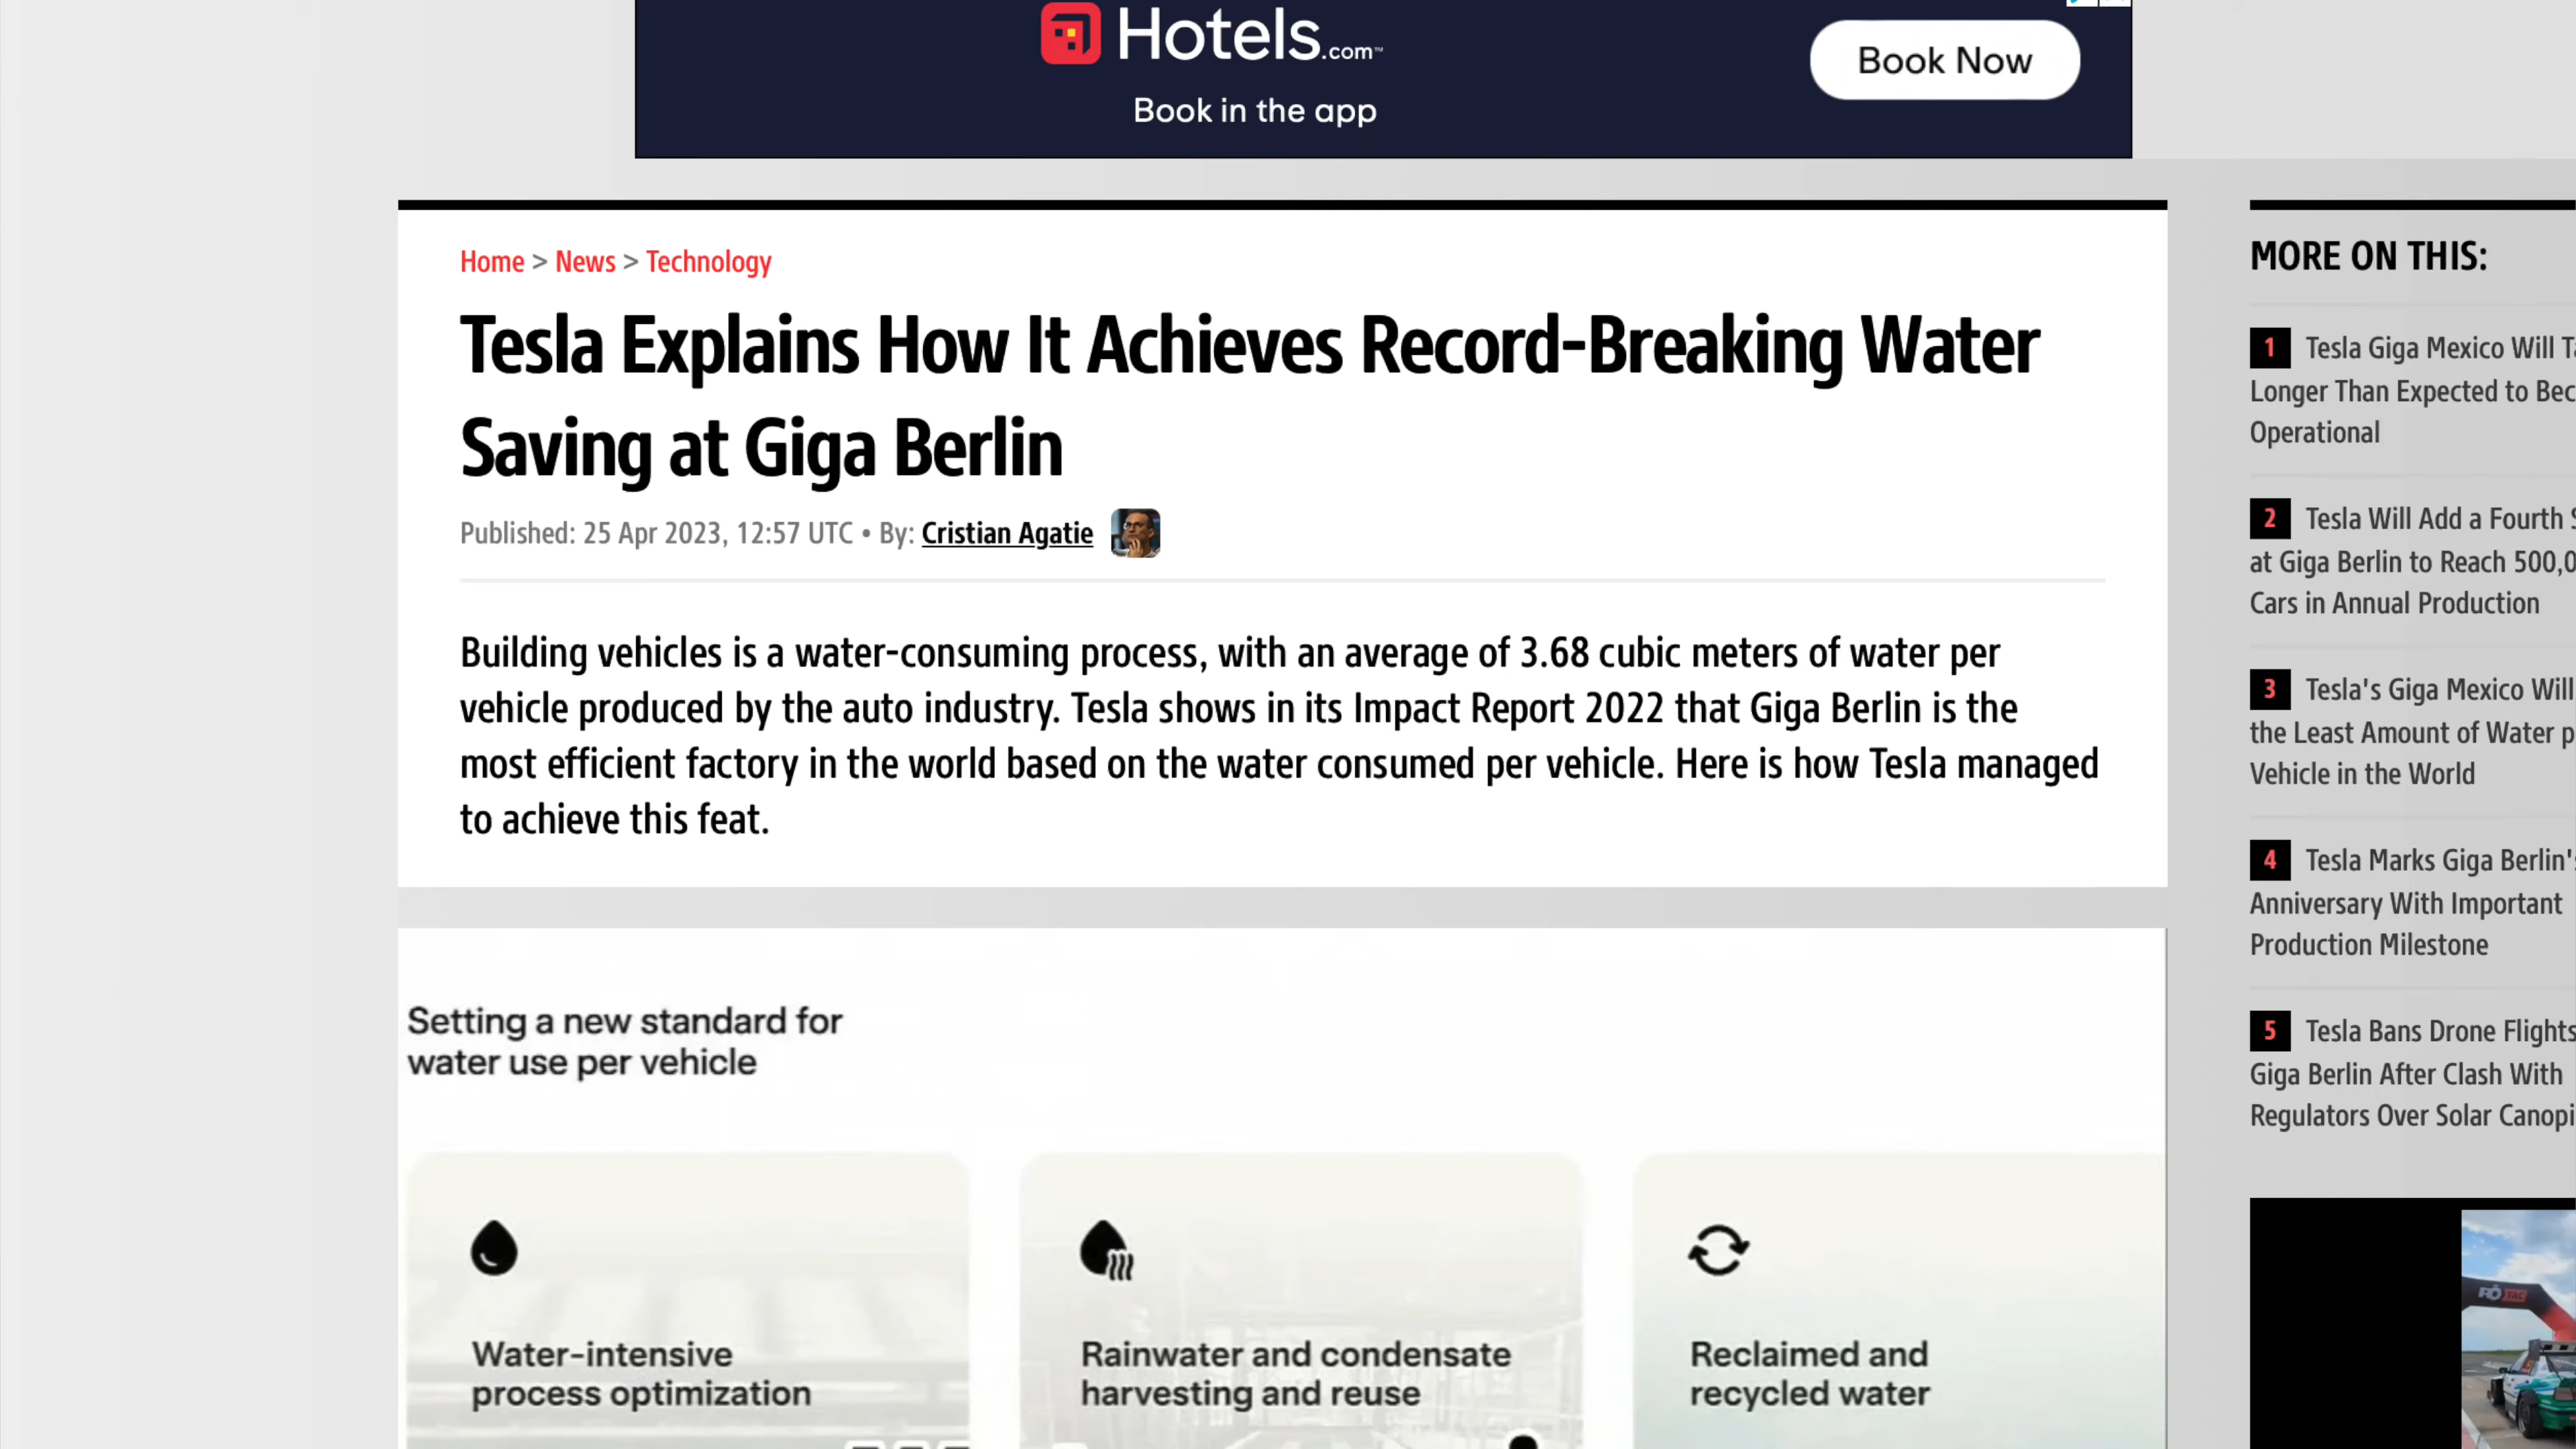 Hotels.com™
Book in the app
Book Now
Home > News > Technology
Tesla Explains How It Achieves Record-Breaking Water
Saving at Giga Berlin
Published: 25 Apr 2023, 12:57 UTC • By: Cristian Agatie
Building vehicles is a water-consuming process, with an average of 3.68 cubic meters of water per
vehicle produced by the auto industry. Tesla shows in its Impact Report 2022 that Giga Berlin is the
most efficient factory in the world based on the water consumed per vehicle. Here is how Tesla managed
to achieve this feat.
Setting a new standard for
water use per vehicle
Water-intensive
process optimization
Rainwater and condensate
harvesting and reuse
Reclaimed and
recycled water
MORE ON THIS:
1 Tesla Giga Mexico Will
Longer Than Expected to
Operational
2 Tesla Will Add a Fourth
at Giga Berlin to Reach
Cars in Annual Production
3 Tesla's Giga Mexico Will
the Least Amount of Water
Vehicle in the World
4 Tesla Marks Giga Berlin's
Anniversary With Important
Production Milestone
5 Tesla Bans Drone Flights
Giga Berlin After Clash With
Regulators Over Solar